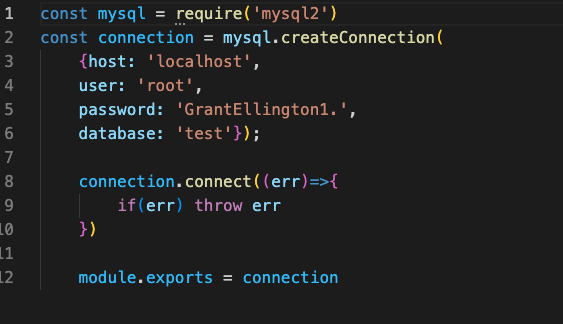 1 const mysql = require('mysql2')
2 const connection = mysql.createConnection(
3 {host: 'localhost',
4 user: 'root',
5 password: 'GrantEllington1.',
6 database: 'test'});
7
8 connection.connect((err)=>{
9 if(err) throw err
10 })
11
12 module.exports = connection